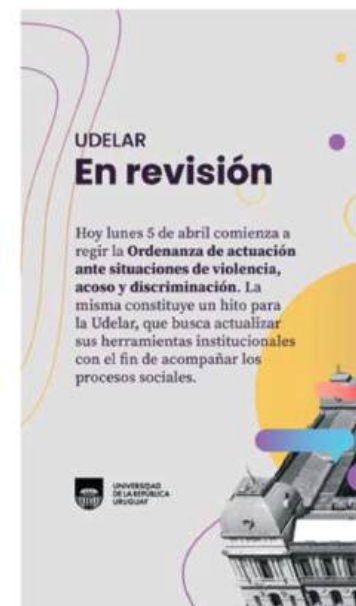 UDELAR
En revisión
Hoy lunes 5 de abril comienza a
regir la Ordenanza de actuación
ante situaciones de violencia,
acoso y discriminación. La
misma constituye un hito para
la Udelar, que busca actualizar
sus herramientas institucionales
con el fin de acompañar los
procesos sociales.
UNIVERSIDAD
DE LA REPÚBLICA
URUGUAY